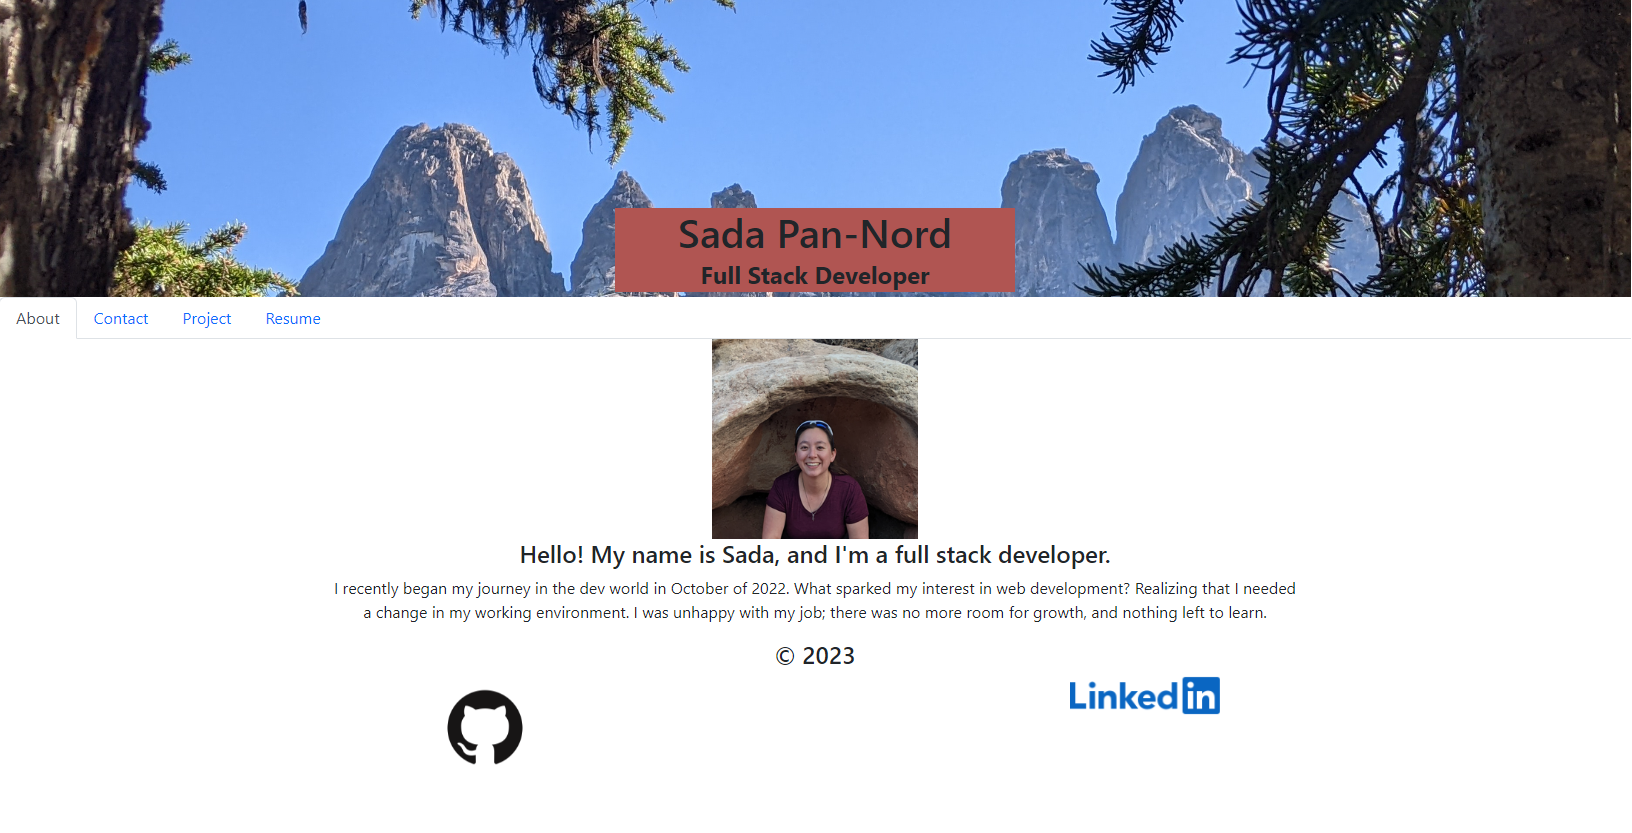 Sada Pan-Nord
Full Stack Developer
About Contact Project Resume
Hello! My name is Sada, and I'm a full stack developer.
I recently began my journey in the dev world in October of 2022. What sparked my interest in web development? Realizing that I needed
a change in my working environment. I was unhappy with my job; there was no more room for growth, and nothing left to learn.
© 2023
Linkedin